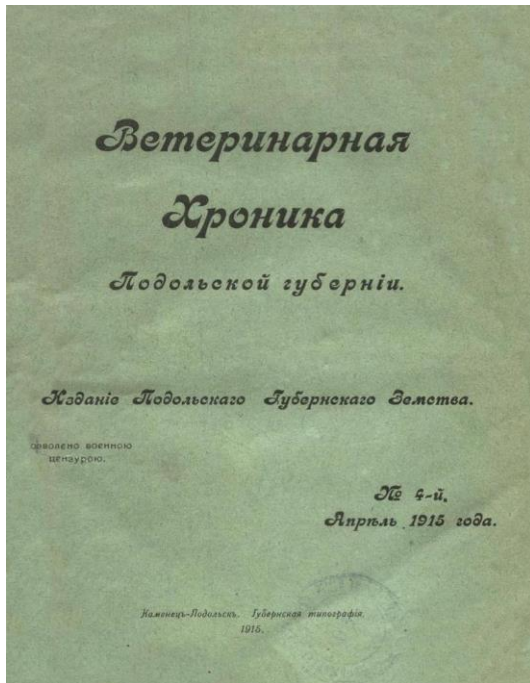 Ветеринарная
Хроника
Подольской губерніи.
Изданіе Подольскаго Губернскаго Земства.
военною
цензурою.
№ 4-й.
Апрѣль 1915 года.
Каменецъ-Подольскъ. Губернская типографія.
1915.